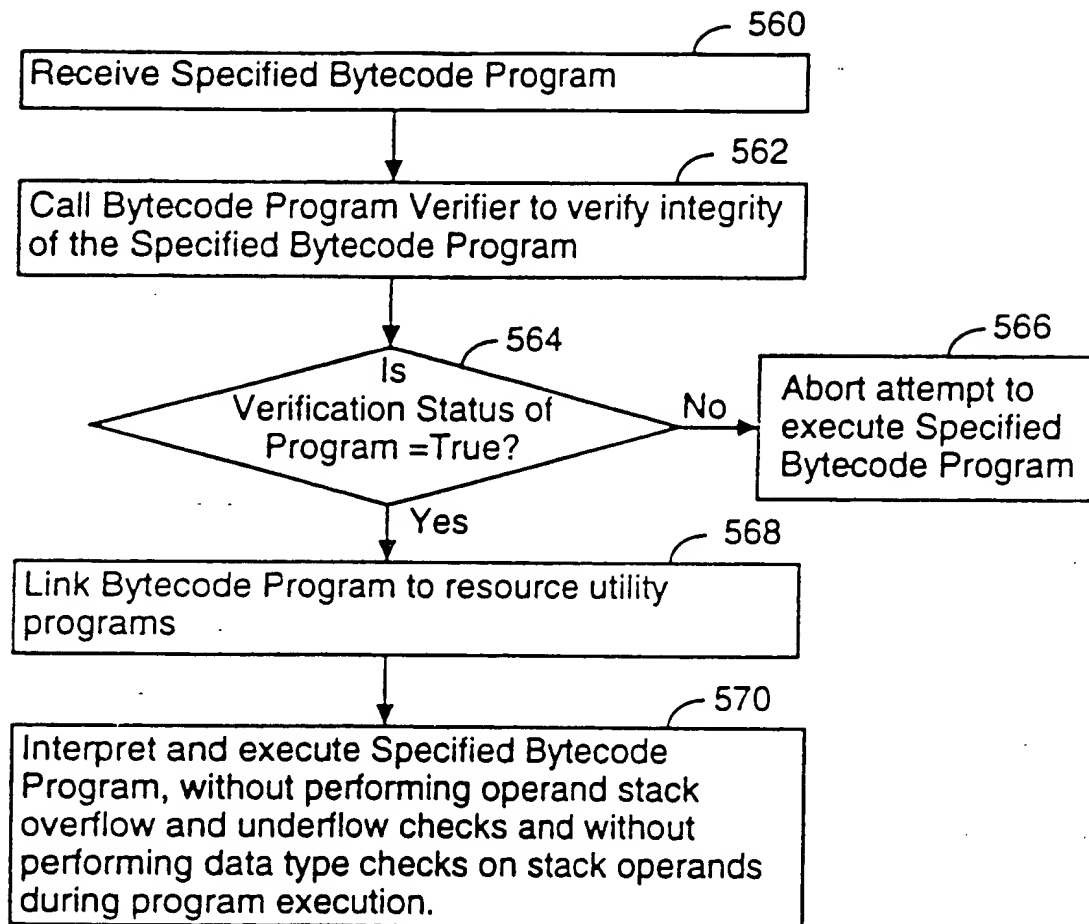 560
Receive Specified Bytecode Program
562
Call Bytecode Program Verifier to verify integrity
of the Specified Bytecode Program
564
Is
Verification Status of
Program =True?
No
566
Abort attempt to
execute Specified
Bytecode Program
Yes
568
Link Bytecode Program to resource utility
programs
570
Interpret and execute Specified Bytecode
Program, without performing operand stack
overflow and underflow checks and without
performing data type checks on stack operands
during program execution.